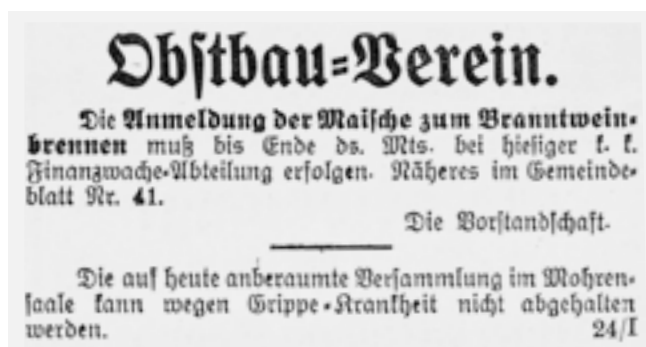 Obstbau-Verein.
Die Anmeldung der Maische zum Branntwein-
brennen muß bis Ende ds. Mts. bei hiesiger k. k.
Finanzwache-Abteilung erfolgen. Näheres im Gemeinde-
blatt Nr. 41.
Die Vorstandschaft.
Die auf heute anberaumte Versammlung im Mohren-
saale kann wegen Grippe-Krankheit nicht abgehalten
werden. 24/I